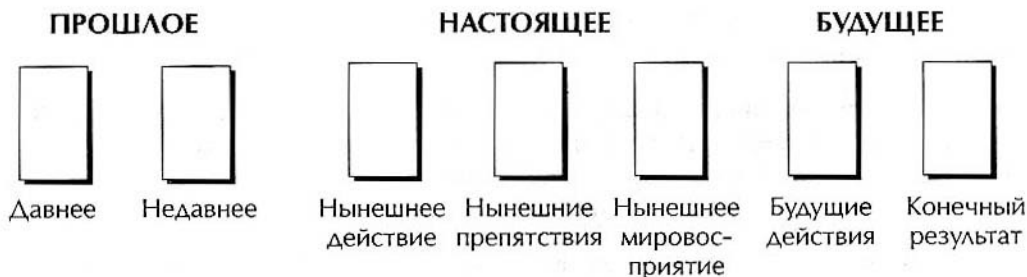 ПРОШЛОЕ НАСТОЯЩЕЕ БУДУЩЕЕ
Давнее Недавнее Нынешнее Нынешние Нынешнее Будущие Конечный
действие препятствия мировос- действия результат
приятие